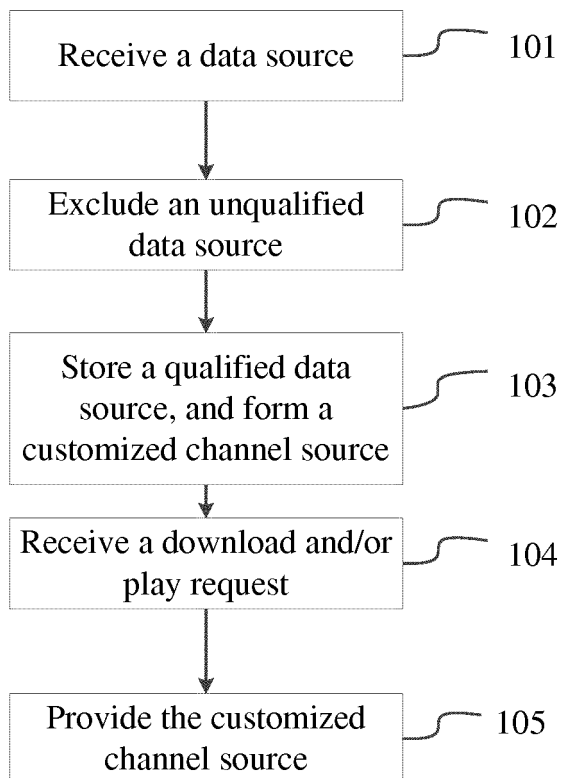 Receive a data source
101
Exclude an unqualified
data source
102
Store a qualified data
source, and form a
customized channel source
103
Receive a download and/or
play request
104
Provide the customized
channel source
105